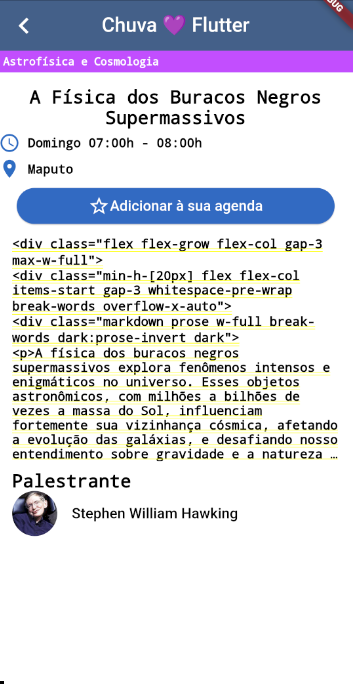 Chuva 💜 Flutter
Astrofísica e Cosmologia
A Física dos Buracos Negros
Supermassivos
Domingo 07:00h - 08:00h
Maputo
Adicionar à sua agenda
<div class="flex flex-grow flex-col gap-3
max-w-full">
<div class="min-h-[20px] flex flex-col
items-start gap-3 whitespace-pre-wrap
break-words overflow-x-auto">
<div class="markdown prose w-full break-
words dark:prose-invert dark">
<p>A física dos buracos negros
supermassivos explora fenômenos intensos e
enigmáticos no universo. Esses objetos
astronômicos, com milhões a bilhões de
vezes a massa do Sol, influenciam
fortemente sua vizinhança cósmica, afetando
a evolução das galáxias, e desafiando nosso
entendimento sobre gravidade e a natureza …
Palestrante
Stephen William Hawking